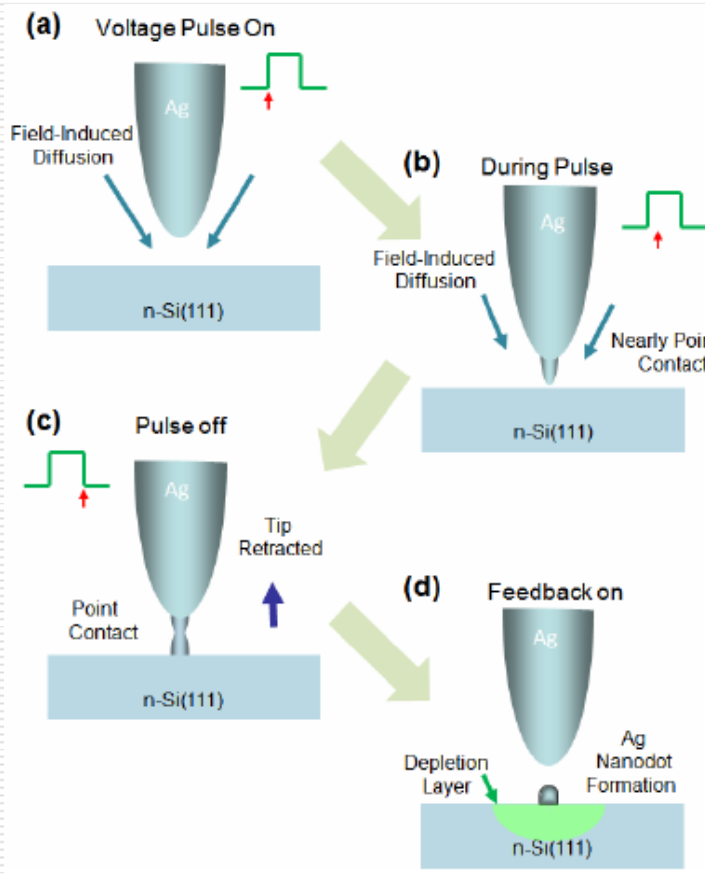 (a)
Voltage Pulse On
Ag
Field-Induced
Diffusion
n-Si(111)
(b)
During Pulse
Ag
Field-Induced
Diffusion
Nearly Poin
Contact
n-Si(111)
(c)
Pulse off
Ag
Tip
Retracted
Point
Contact
n-Si(111)
(d)
Feedback on
Ag
Depletion
Layer
Ag
Nanodot
Formation
n-Si(111)